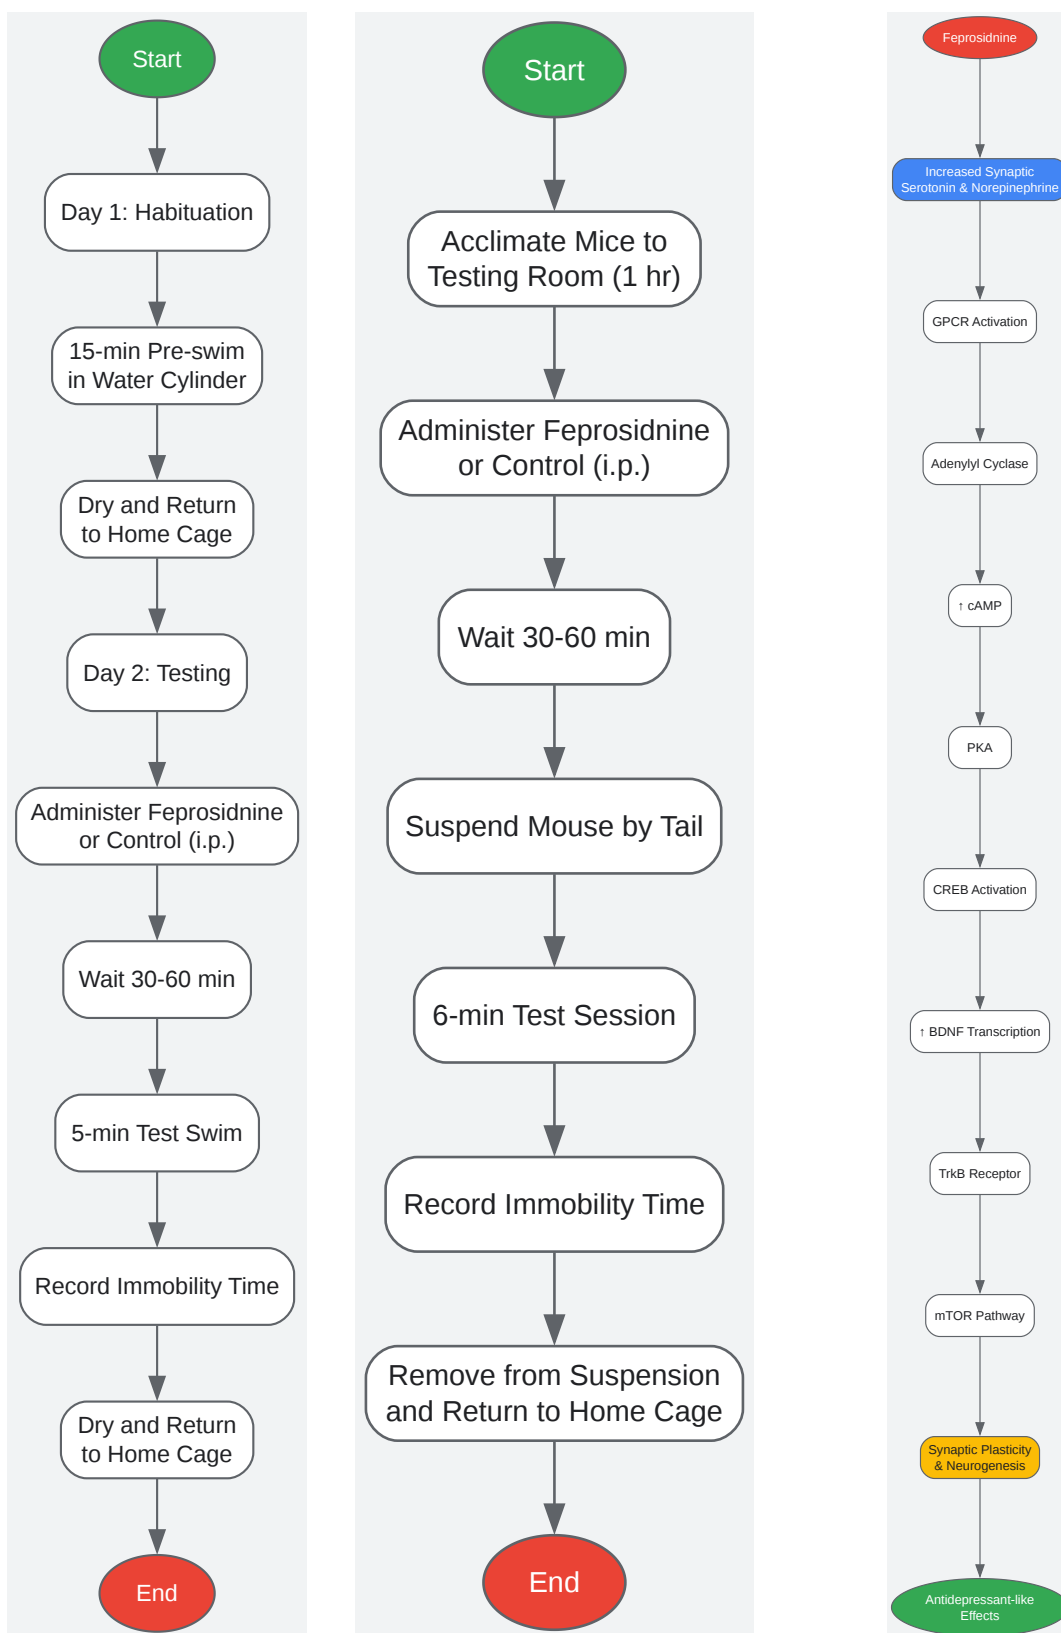 Start
Day 1: Habituation
15-min Pre-swim
in Water Cylinder
Dry and Return
to Home Cage
Day 2: Testing
Administer Feprosidnine
or Control (i.p.)
Wait 30-60 min
5-min Test Swim
Record Immobility Time
Dry and Return
to Home Cage
End
Start
Acclimate Mice to
Testing Room (1 hr)
Administer Feprosidnine
or Control (i.p.)
Wait 30-60 min
Suspend Mouse by Tail
6-min Test Session
Record Immobility Time
Remove from Suspension
and Return to Home Cage
End
Feprosidnine
Increased Synaptic
Serotonin & Norepinephrine
GPCR Activation
Adenylyl Cyclase
↑ cAMP
PKA
CREB Activation
↑ BDNF Transcription
TrkB Receptor
mTOR Pathway
Synaptic Plasticity
& Neurogenesis
Antidepressant-like
Effects